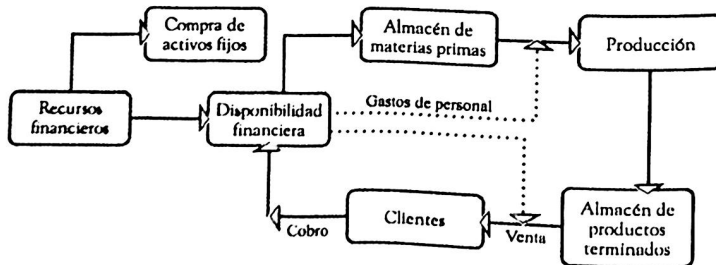 Compra de
activos fijos
Almacén de
materias primas
Producción
Recursos
financieros
Disponibilidad
financiera
Gastos de personal
Clientes
Cobro
Venta
Almacén de
productos
terminados